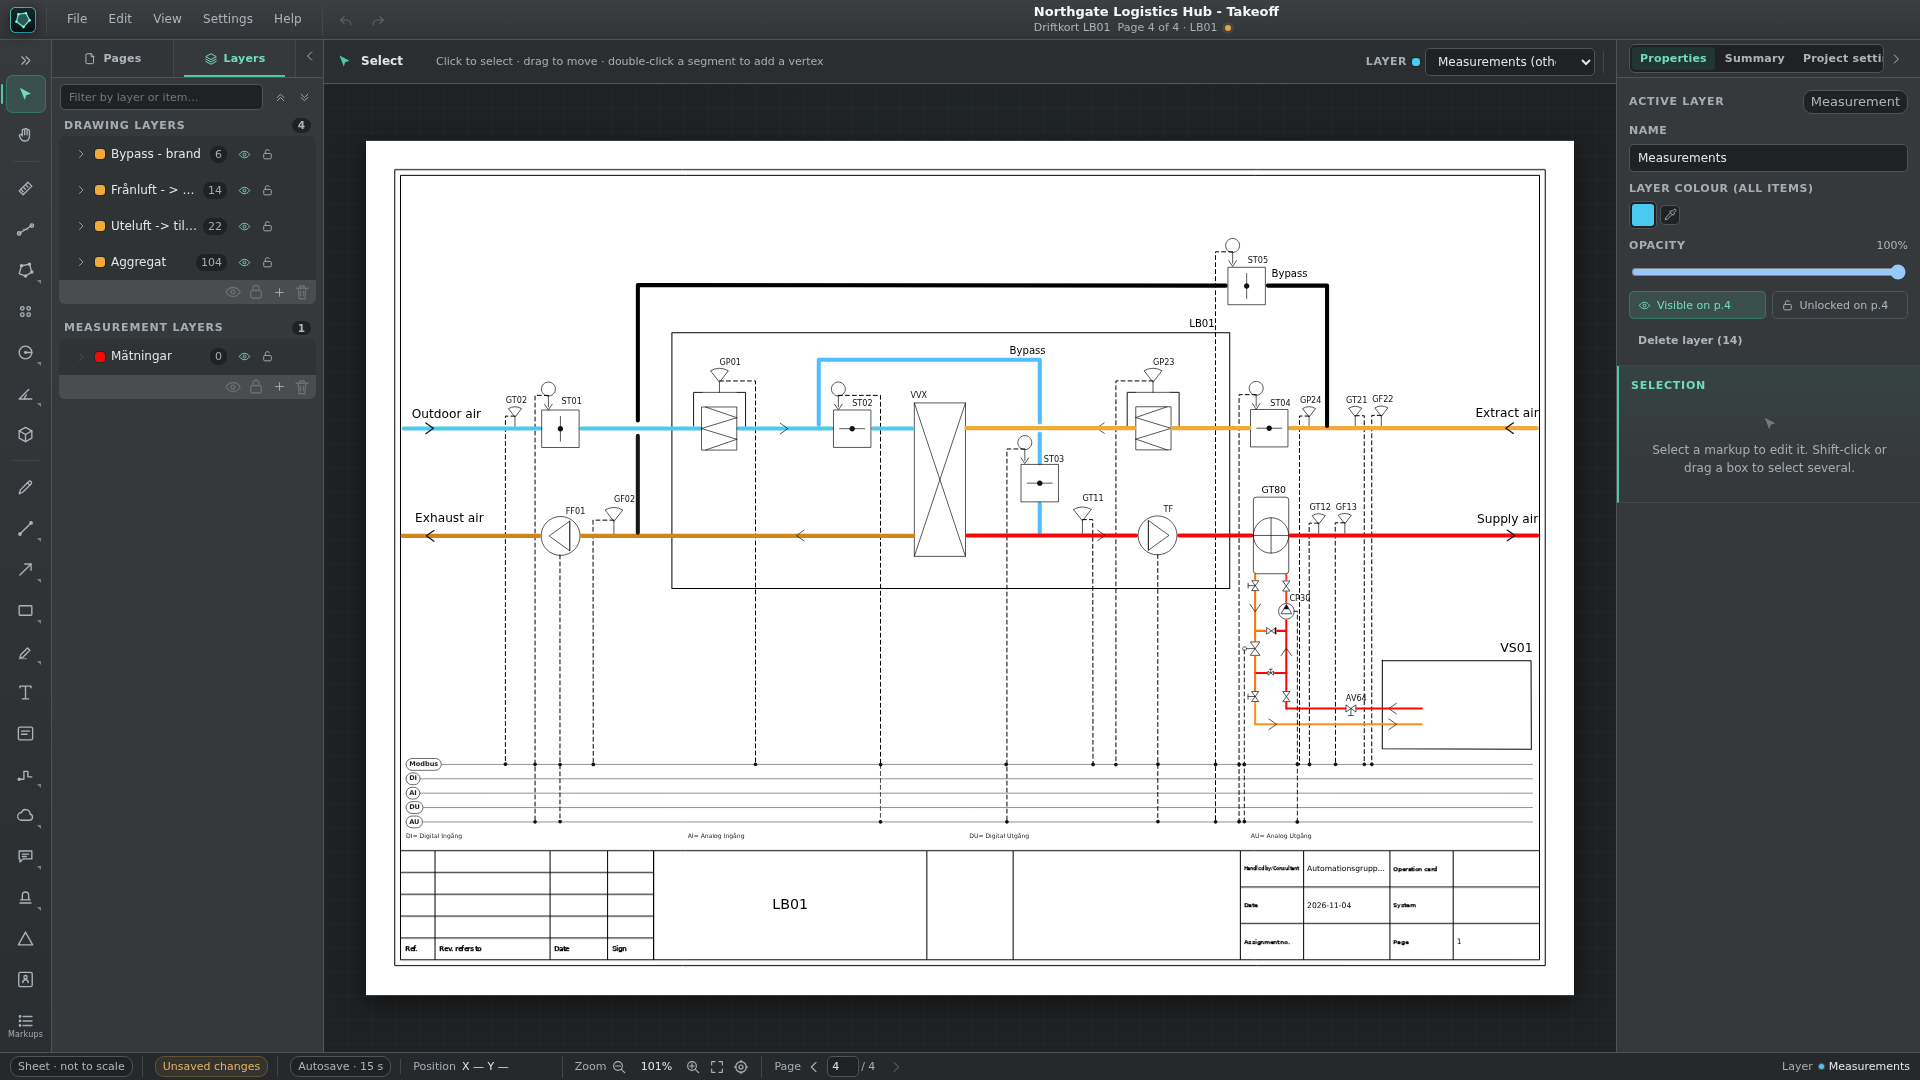 File Edit View Settings Help
Northgate Logistics Hub - Takeoff
Driftkort LB01 Page 4 of 4 · LB01
Pages
Layers
Select
Click to select · drag to move · double-click a segment to add a vertex
LAYER
Measurements (oth
Properties
Summary
Project setti
Filter by layer or item...
DRAWING LAYERS 4
Bypass - brand 6
Frånluft - > ... 14
Uteluft -> til... 22
Aggregat 104
MEASUREMENT LAYERS 1
Mätningar 0
Markups
ACTIVE LAYER Measurement
NAME
Measurements
LAYER COLOUR (ALL ITEMS)
OPACITY 100%
Visible on p.4
Unlocked on p.4
Delete layer (14)
SELECTION
Select a markup to edit it. Shift-click or
drag a box to select several.
ST05
Bypass
LB01
Bypass
GP01
GP23
GT02
ST01
ST02
VVX
ST04
GP24
GT21
GF22
Outdoor air
Extract air
ST03
GF02
GT11
GT80
FF01
TF
GT12
GF13
Exhaust air
Supply air
CP30
VS01
AV64
Modbus
DI
AI
DU
AU
DI= Digital Ingång
AI= Analog Ingång
DU= Digital Utgång
AU= Analog Utgång
Handled by/Consultant
Automationsgrupp...
Operation card
LB01
Date
2026-11-04
System
Ref.
Rev. refers to
Date
Sign
Assignment no.
Page
1
Sheet · not to scale
Unsaved changes
Autosave · 15 s
Position X — Y —
Zoom
101%
Page
4
/ 4
Layer
Measurements